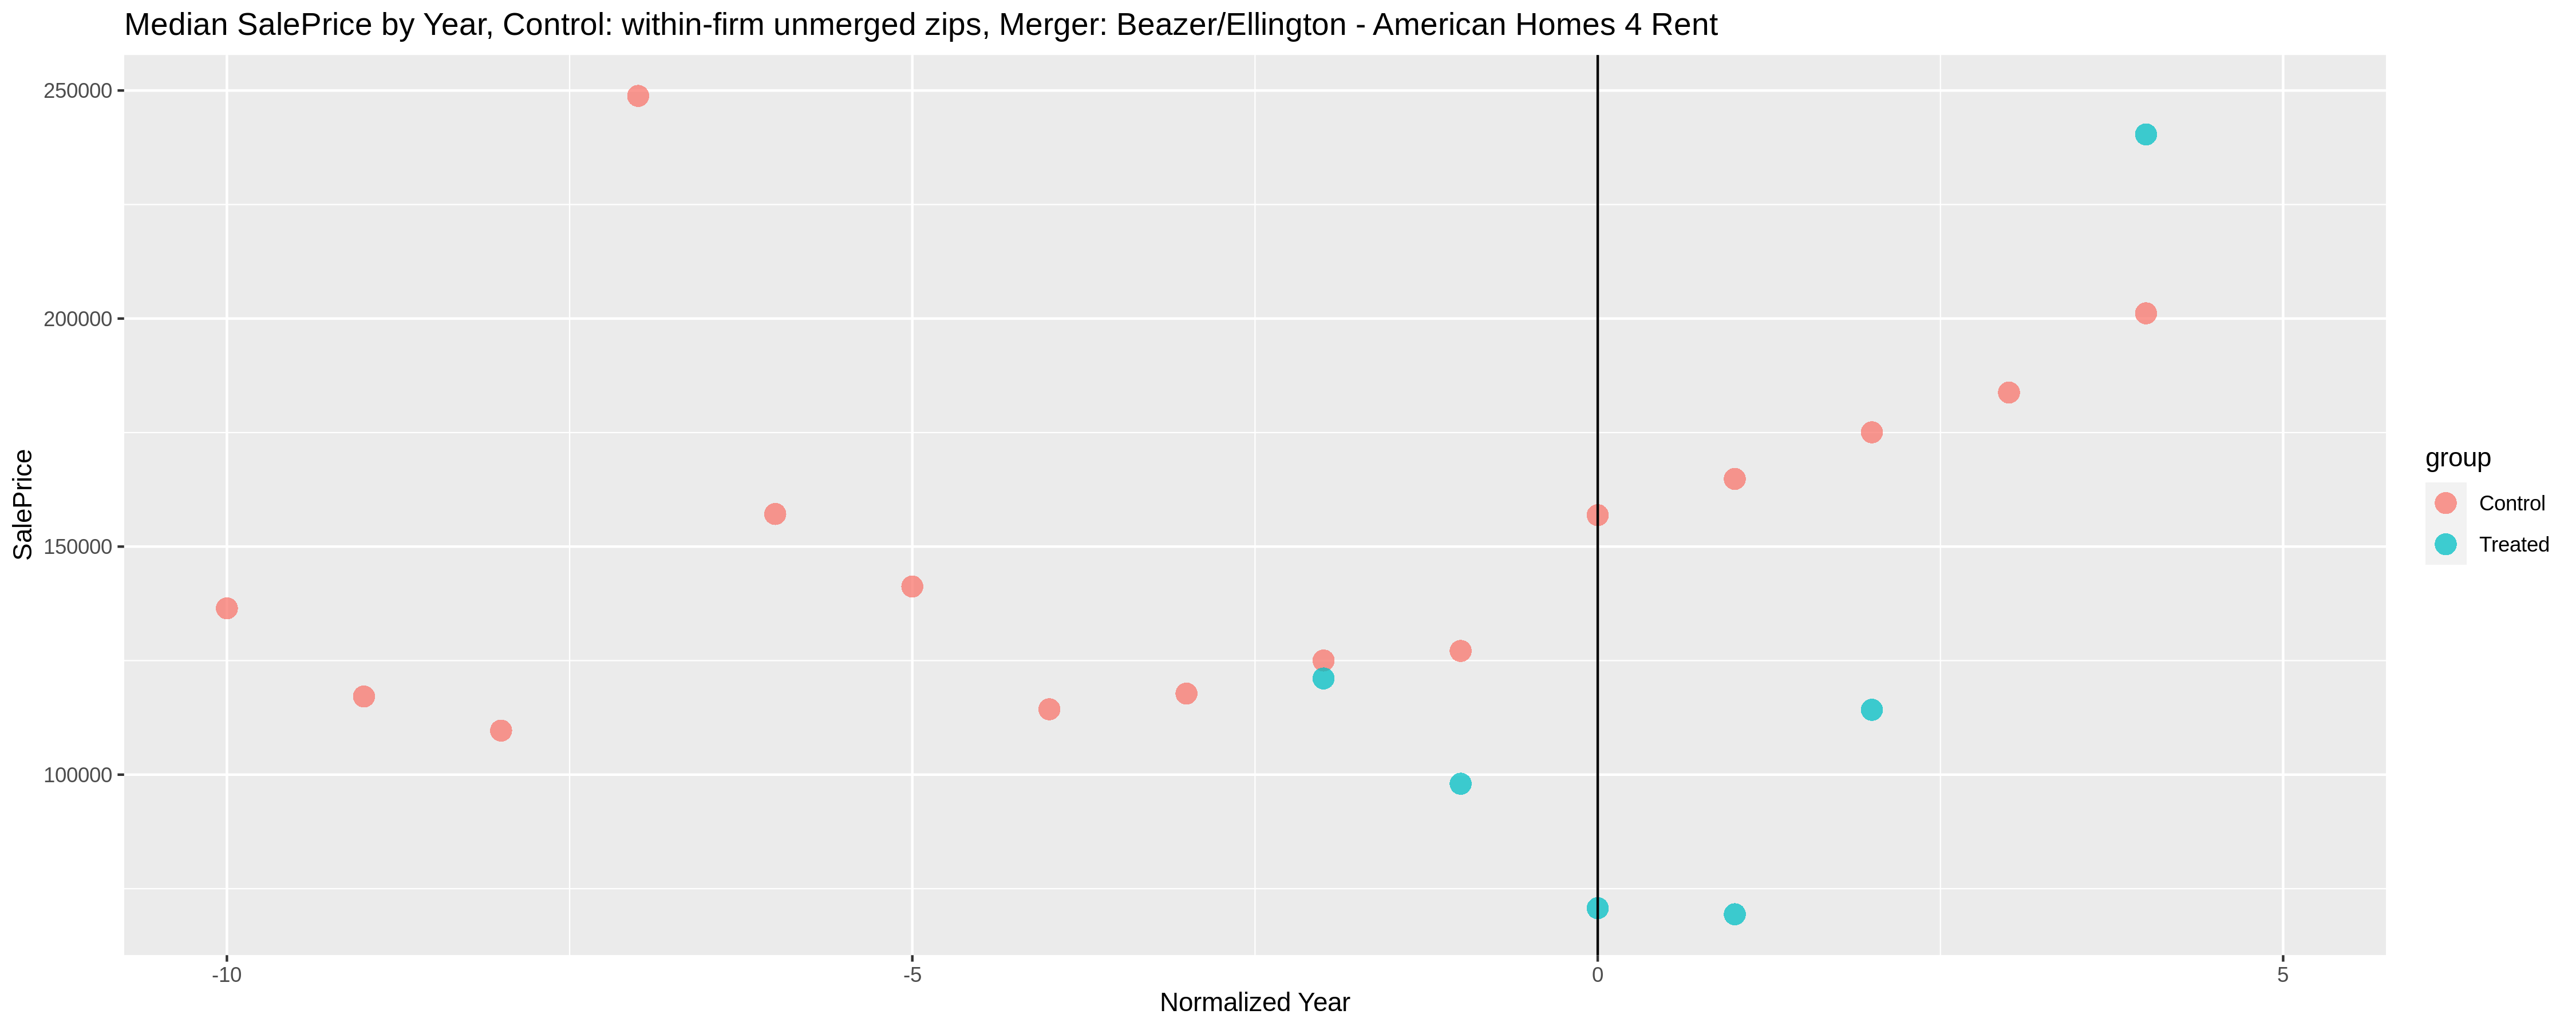 Median SalePrice by Year, Control: within-firm unmerged zips, Merger: Beazer/Ellington - American Homes 4 Rent
SalePrice
250000
200000
150000
100000
-10
-5
0
5
Normalized Year
group
Control
Treated